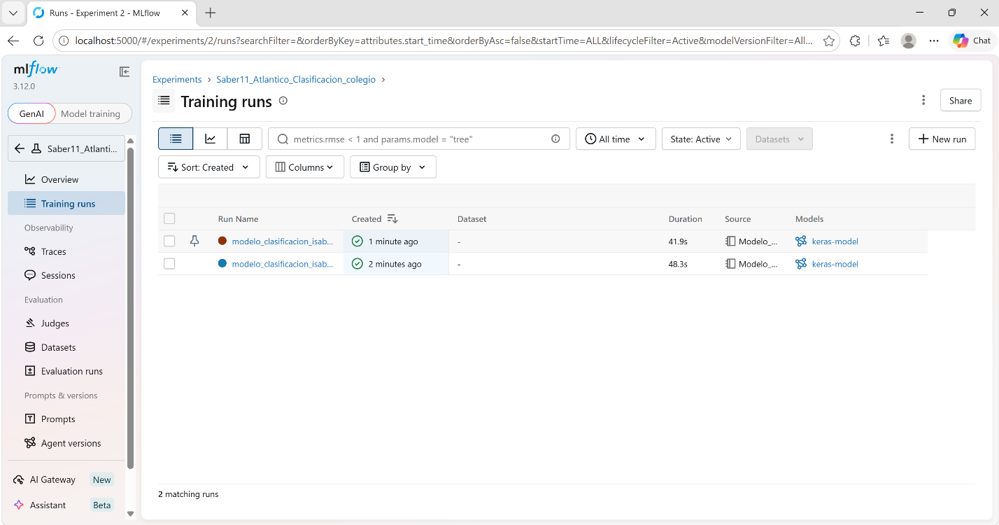 Runs - Experiment 2 - MLflow
localhost:5000/#/experiments/2/runs?searchFilter=&orderByKey=attributes.start_time&orderByAsc=false&startTime=ALL&lifecycleFilter=Active&modelVersionFilter=All...
Chat
mlflow
3.12.0
GenAI
Model training
Saber11_Atlanti...
Overview
Training runs
Observability
Traces
Sessions
Evaluation
Judges
Datasets
Evaluation runs
Prompts & versions
Prompts
Agent versions
AI Gateway New
Assistant Beta
Experiments > Saber11_Atlantico_Clasificacion_colegio >
Training runs
Share
metrics.rmse < 1 and params.model = "tree"
All time
State: Active
Datasets
New run
Sort: Created
Columns
Group by
Run Name Created Dataset Duration Source Models
modelo_clasificacion_isab... 1 minute ago - 41.9s Modelo_... keras-model
modelo_clasificacion_isab... 2 minutes ago - 48.3s Modelo_... keras-model
2 matching runs